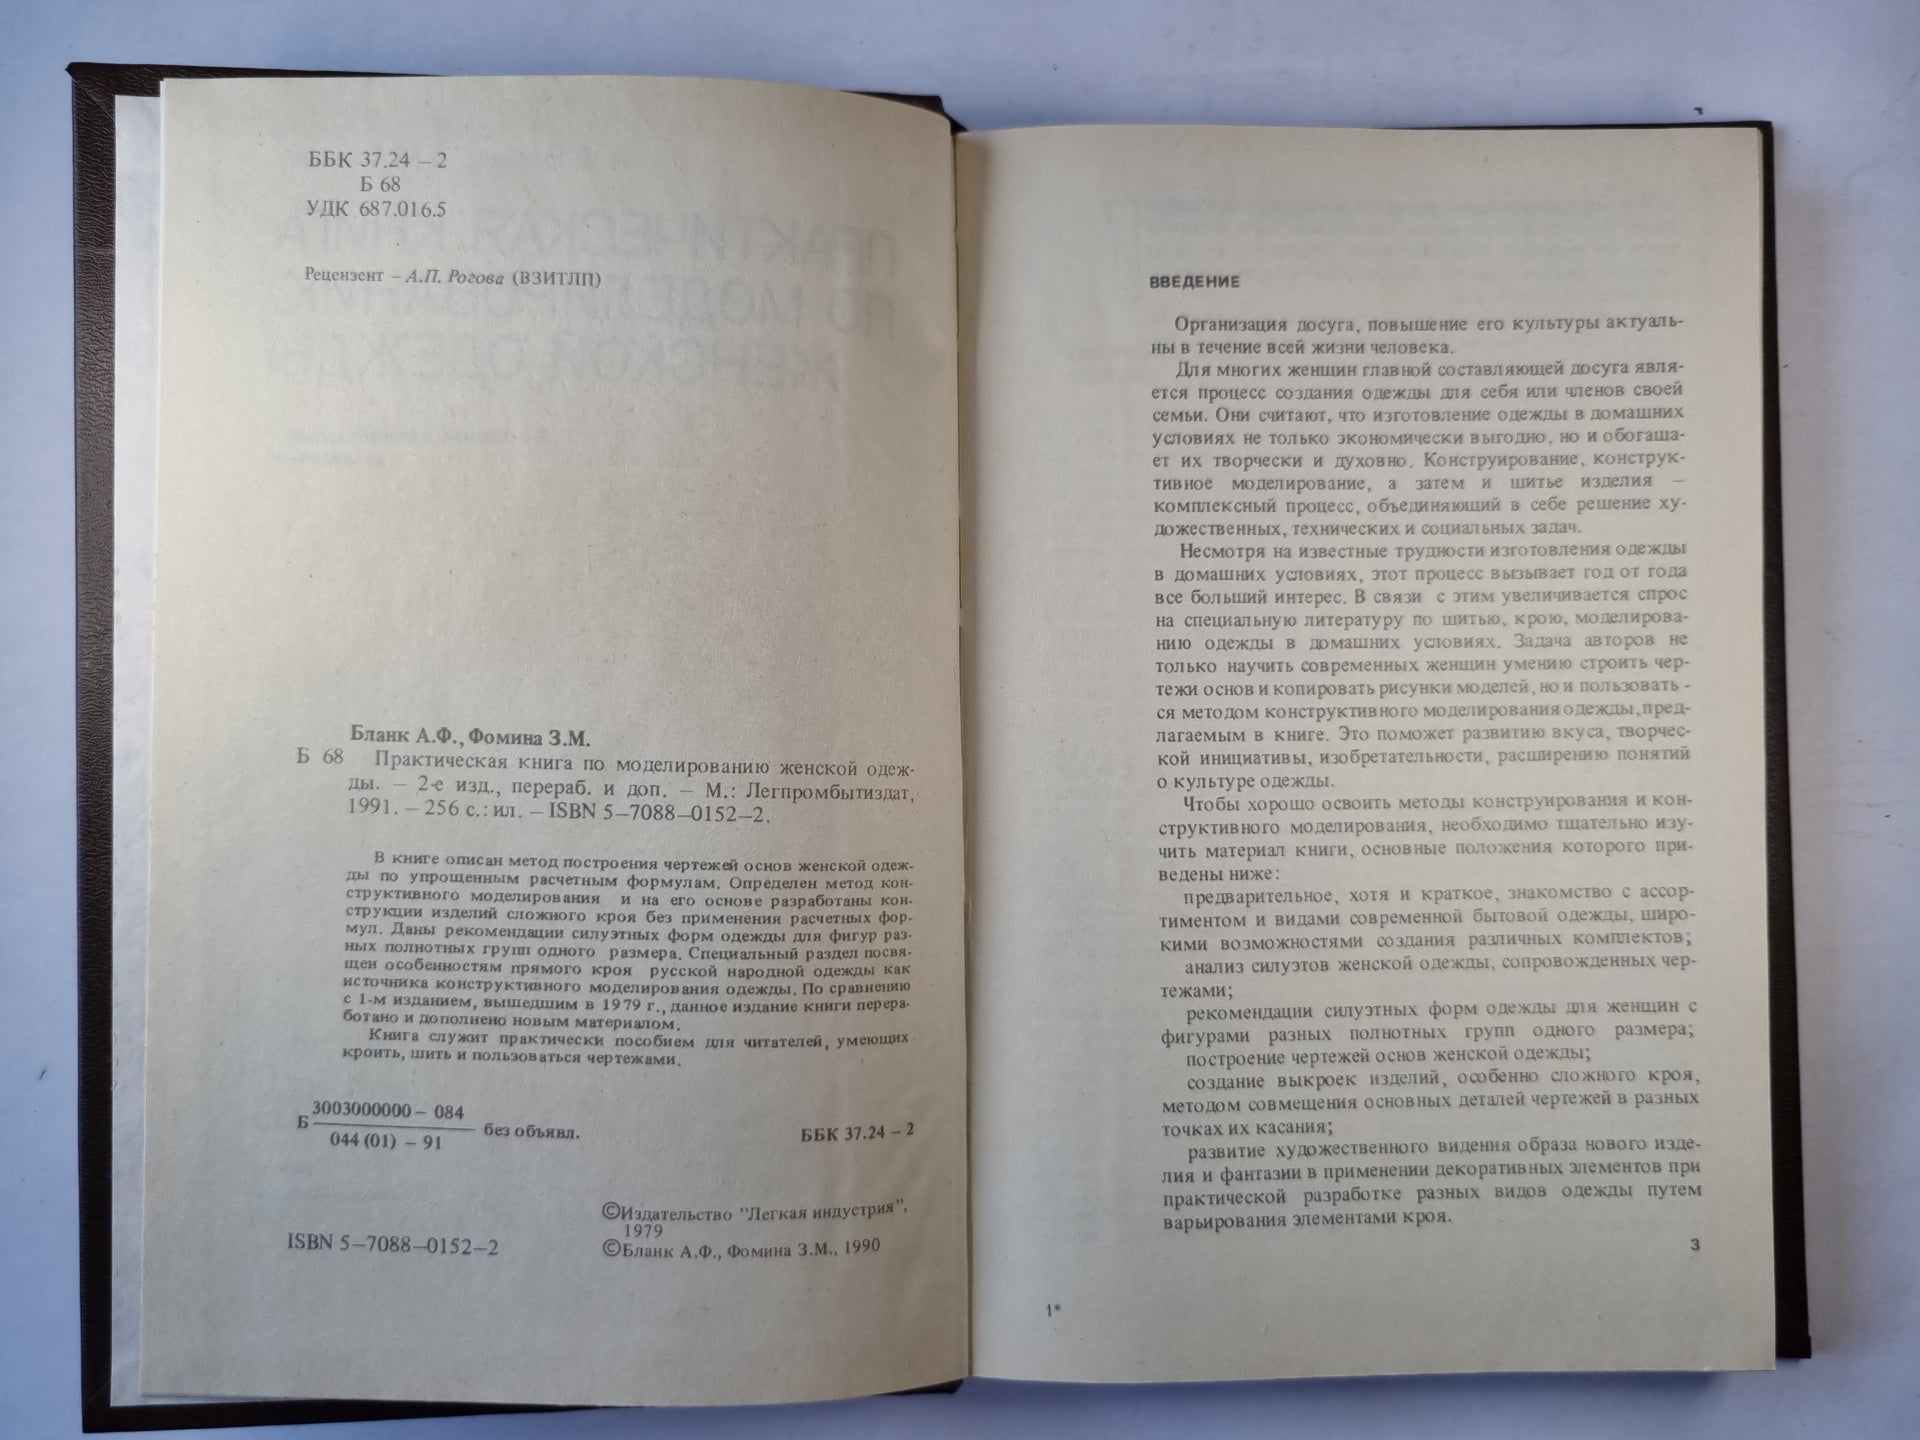 ББК 37.24 – 2
Б 68
УДК 687.016.5
Рецензент – А.П. Рогова (ВЗИТЛП)
Бланк А.Ф., Фомина З.М.
Б 68 Практическая книга по моделированию женской одеж-
ды. – 2-е изд., перераб. и доп. – М.: Легпромбытиздат,
1991. – 256 с.: ил. – ISBN 5–7088–0152–2.
В книге описан метод построения чертежей основ женской одеж-
ды по упрощенным расчетным формулам. Определен метод кон-
структивного моделирования и на его основе разработаны кон-
струкции изделий сложного кроя без применения расчетных фор-
мул. Даны рекомендации силуэтных форм одежды для фигур раз-
ных полнотных групп одного размера. Специальный раздел посвя-
щен особенностям прямого кроя русской народной одежды как
источника конструктивного моделирования одежды. По сравнению
с 1-м изданием, вышедшим в 1979 г., данное издание книги перера-
ботано и дополнено новым материалом.
Книга служит практически пособием для читателей, умеющих
кроить, шить и пользоваться чертежами.
Б 3003000000 – 084
044 (01) – 91 без объявл.
ББК 37.24 – 2
©Издательство "Легкая индустрия",
1979
ISBN 5–7088–0152–2
©Бланк А.Ф., Фомина З.М., 1990
ВВЕДЕНИЕ
Организация досуга, повышение его культуры актуаль-
ны в течение всей жизни человека.
Для многих женщин главной составляющей досуга явля-
ется процесс создания одежды для себя или членов своей
семьи. Они считают, что изготовление одежды в домашних
условиях не только экономически выгодно, но и обогаща-
ет их творчески и духовно. Конструирование, конструк-
тивное моделирование, а затем и шитье изделия –
комплексный процесс, объединяющий в себе решение ху-
дожественных, технических и социальных задач.
Несмотря на известные трудности изготовления одежды
в домашних условиях, этот процесс вызывает год от года
все больший интерес. В связи с этим увеличивается спрос
на специальную литературу по шитью, крою, моделирова-
нию одежды в домашних условиях. Задача авторов не
только научить современных женщин умению строить чер-
тежи основ и копировать рисунки моделей, но и пользовать -
ся методом конструктивного моделирования одежды, пред-
лагаемым в книге. Это поможет развитию вкуса, творчес-
кой инициативы, изобретательности, расширению понятий
о культуре одежды.
Чтобы хорошо освоить методы конструирования и кон-
структивного моделирования, необходимо тщательно изу-
чить материал книги, основные положения которого при-
ведены ниже:
предварительное, хотя и краткое, знакомство с ассор-
тиментом и видами современной бытовой одежды, широ-
кими возможностями создания различных комплектов;
анализ силуэтов женской одежды, сопровожденных чер-
тежами;
рекомендации силуэтных форм одежды для женщин с
фигурами разных полнотных групп одного размера;
построение чертежей основ женской одежды;
создание выкроек изделий, особенно сложного кроя,
методом совмещения основных деталей чертежей в разных
точках их касания;
развитие художественного видения образа нового изде-
лия и фантазии в применении декоративных элементов при
практической разработке разных видов одежды путем
варьирования элементами кроя.
3
1*